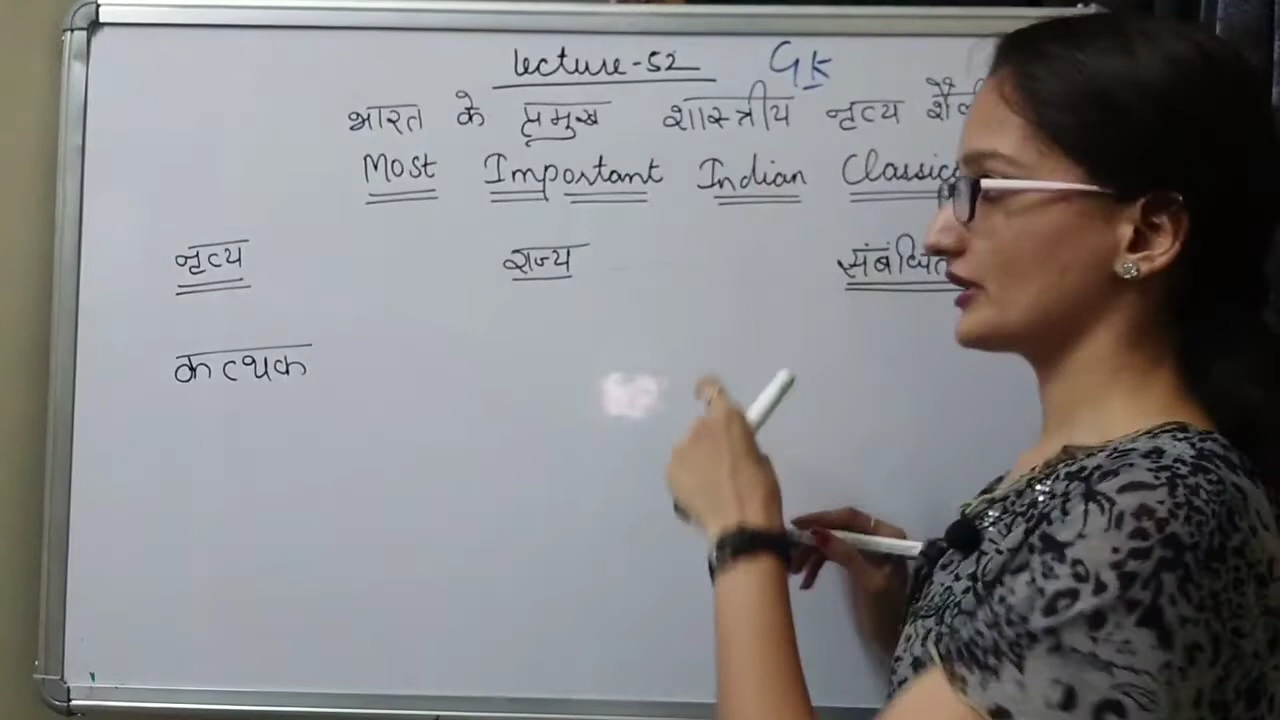 Lecture-52 GK
भारत के प्रमुख शास्त्रीय नृत्य
Most Important Indian
नृत्य राज्य संबंधित
कत्थक